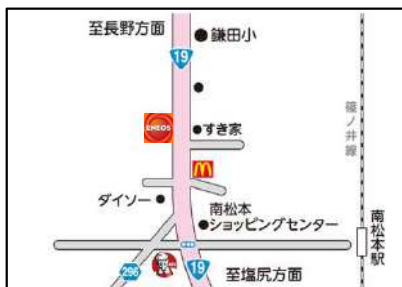 至長野方面
鎌田小
19
ENEOS
すき家
篠ノ井線
ダイソー
南松本
ショッピングセンター
南松本駅
296
KFC
19
至塩尻方面